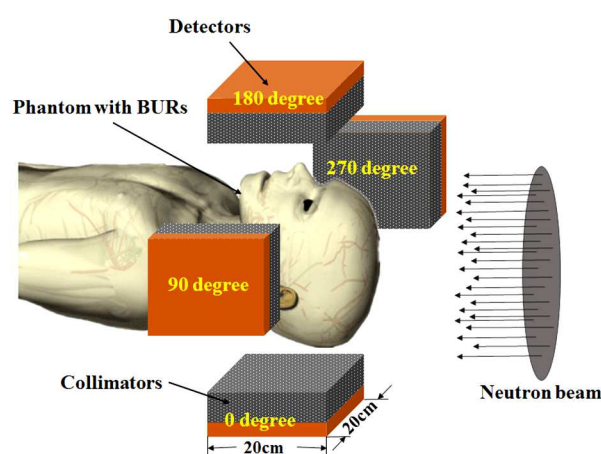 Detectors
180 degree
Phantom with BURs
270 degree
90 degree
Collimators
0 degree
20cm
20cm
Neutron beam